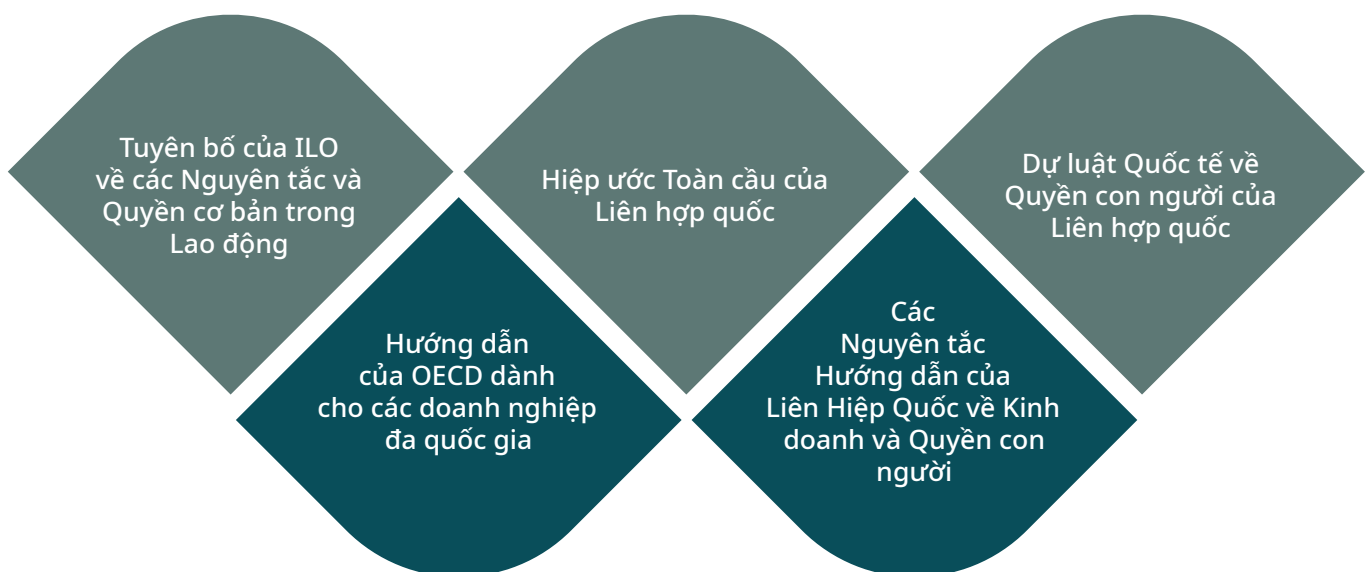 Tuyên bố của ILO
về các Nguyên tắc và
Quyền cơ bản trong
Lao động
Hiệp ước Toàn cầu của
Liên hợp quốc
Dự luật Quốc tế về
Quyền con người của
Liên hợp quốc
Hướng dẫn
của OECD dành
cho các doanh nghiệp
đa quốc gia
Các
Nguyên tắc
Hướng dẫn của
Liên Hiệp Quốc về Kinh
doanh và Quyền con
người